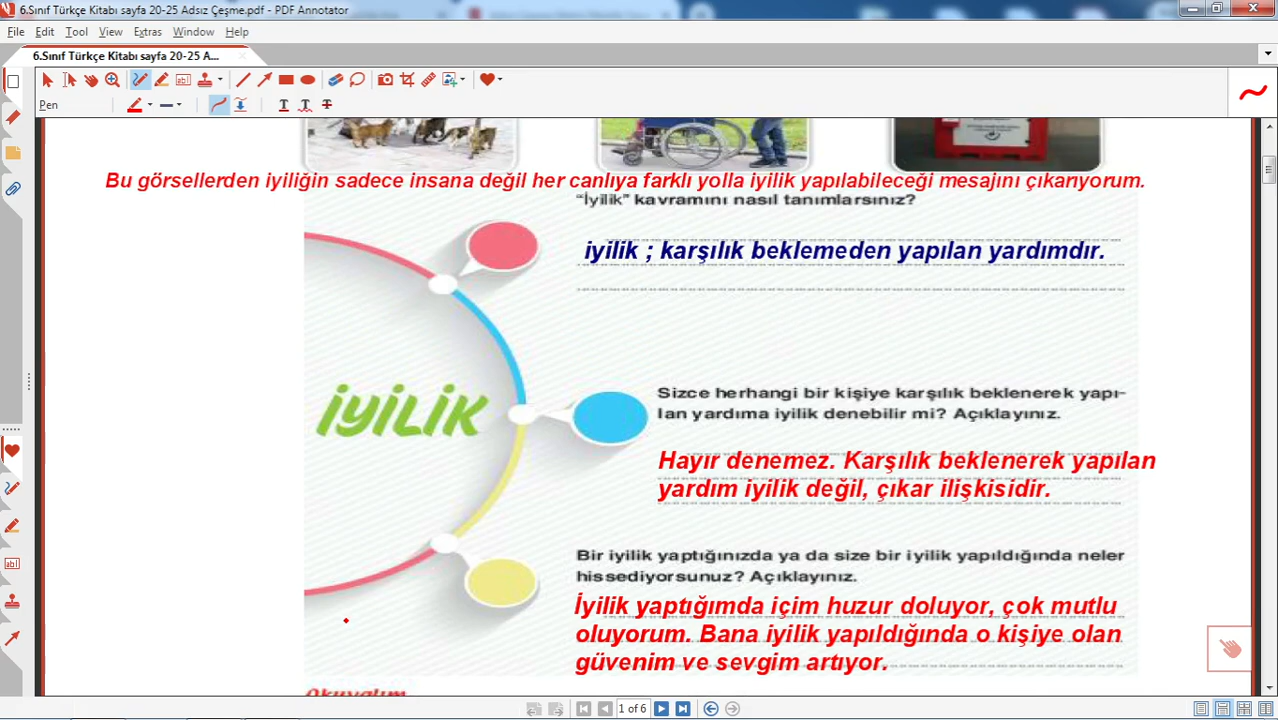 6.Sınıf Türkçe Kitabı sayfa 20-25 Adsız Çeşme.pdf - PDF Annotator
File Edit Tool View Extras Window Help
6.Sınıf Türkçe Kitabı sayfa 20-25 A...
Pen
Bu görsellerden iyiliğin sadece insana değil her canlıya farklı yolla iyilik yapılabileceği mesajını çıkarıyorum.
“İyilik” kavramını nasıl tanımlarsınız?
iyilik ; karşılık beklemeden yapılan yardımdır.
İYİLİK
Sizce herhangi bir kişiye karşılık beklenerek yapı-
lan yardıma iyilik denebilir mi? Açıklayınız.
Hayır denemez. Karşılık beklenerek yapılan
yardım iyilik değil, çıkar ilişkisidir.
Bir iyilik yaptığınızda ya da size bir iyilik yapıldığında neler
hissediyorsunuz? Açıklayınız.
İyilik yaptığımda içim huzur doluyor, çok mutlu
oluyorum. Bana iyilik yapıldığında o kişiye olan
güvenim ve sevgim artıyor.
Okuyalım
1 of 6